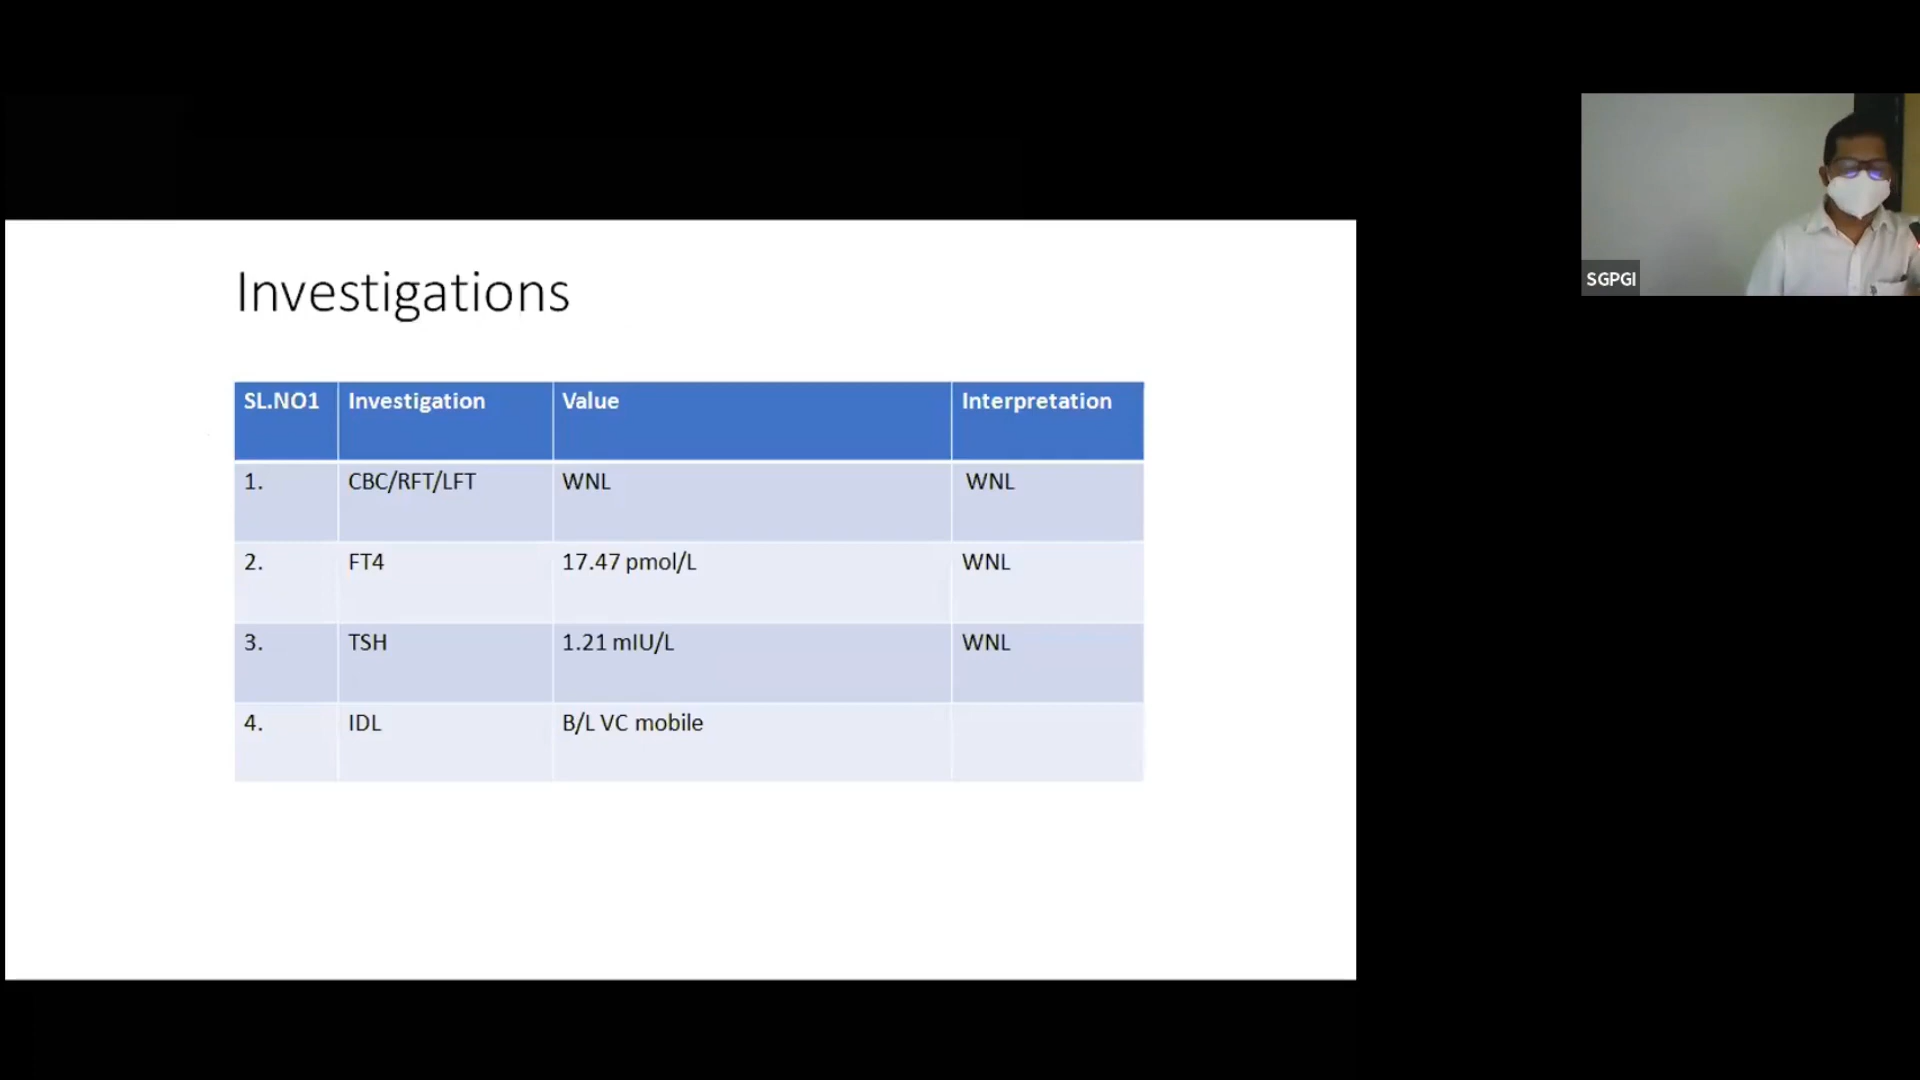 Investigations
SL.NO1 Investigation Value Interpretation
1. CBC/RFT/LFT WNL WNL
2. FT4 17.47 pmol/L WNL
3. TSH 1.21 mIU/L WNL
4. IDL B/L VC mobile
SGPGI